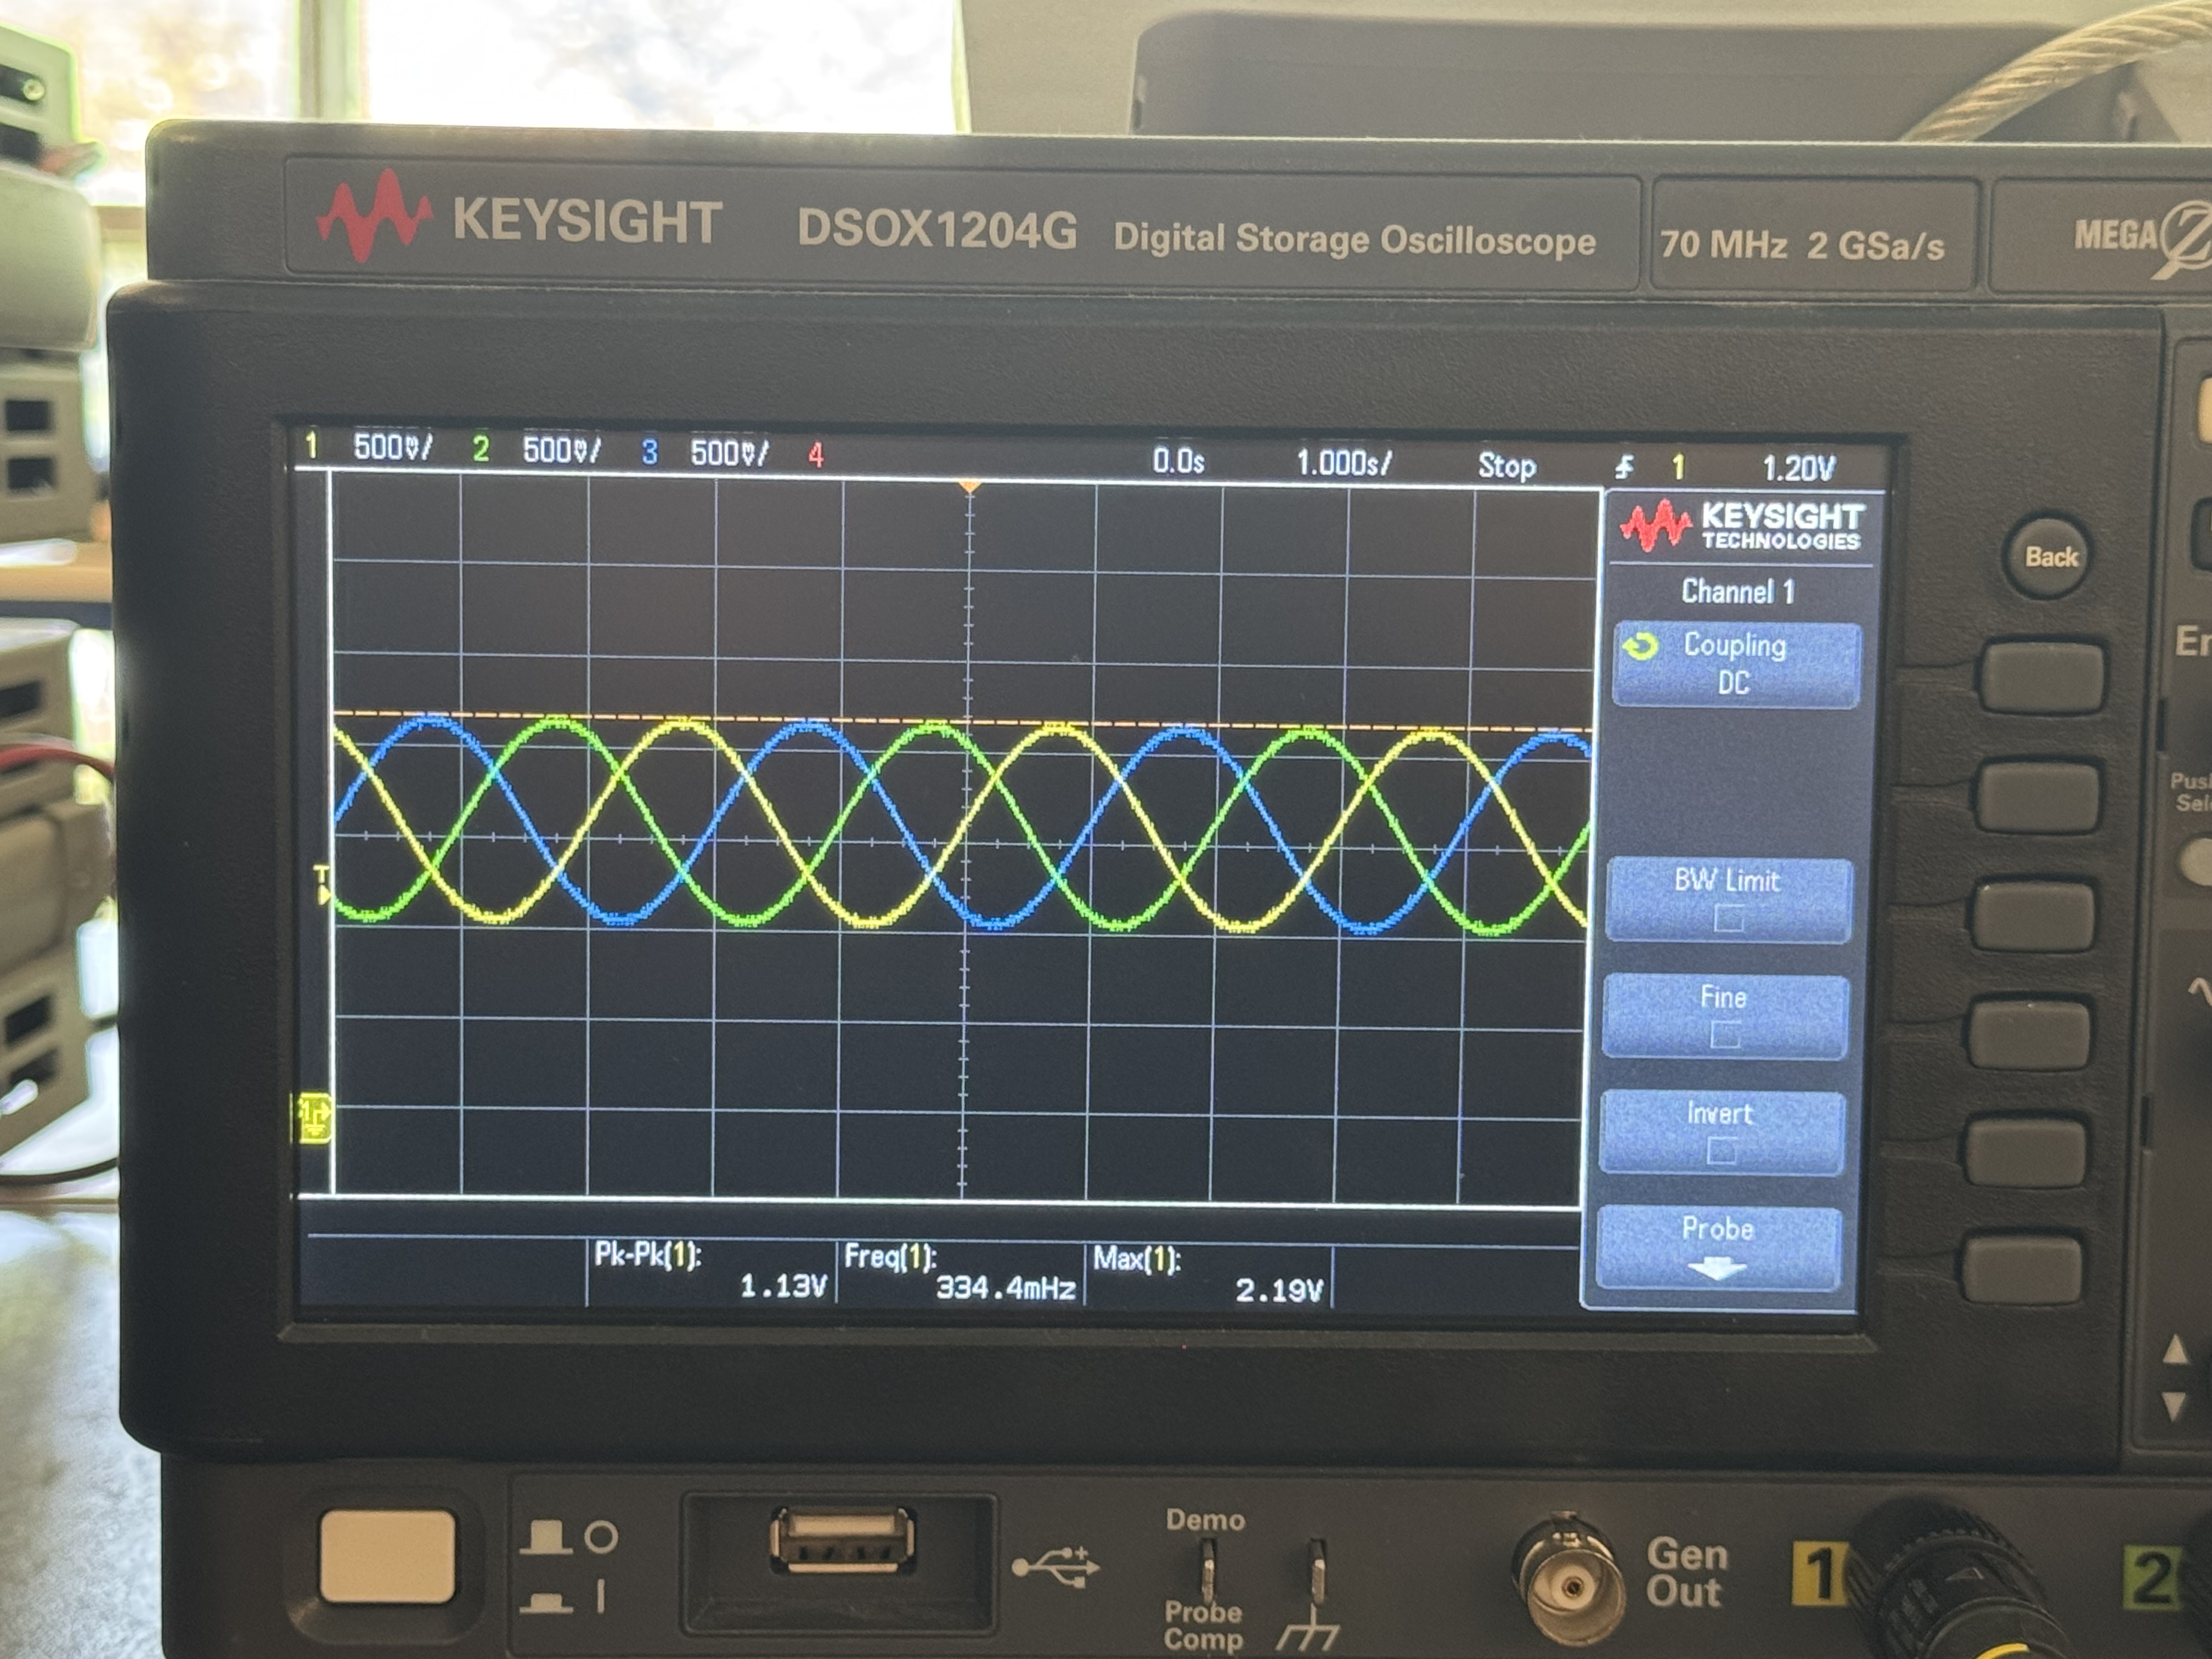 KEYSIGHT DSOX1204G Digital Storage Oscilloscope 70 MHz 2 GSa/s MEGA Z
1 500mV/ 2 500mV/ 3 500mV/ 4 0.0s 1.000s/ Stop 1 1.20V
KEYSIGHT
TECHNOLOGIES
Channel 1
Coupling
DC
BW Limit
Fine
Invert
Probe
T
1
Pk-Pk(1): Freq(1): Max(1):
1.13V 334.4mHz 2.19V
Back
Demo
Probe
Comp
Gen
Out
1
2